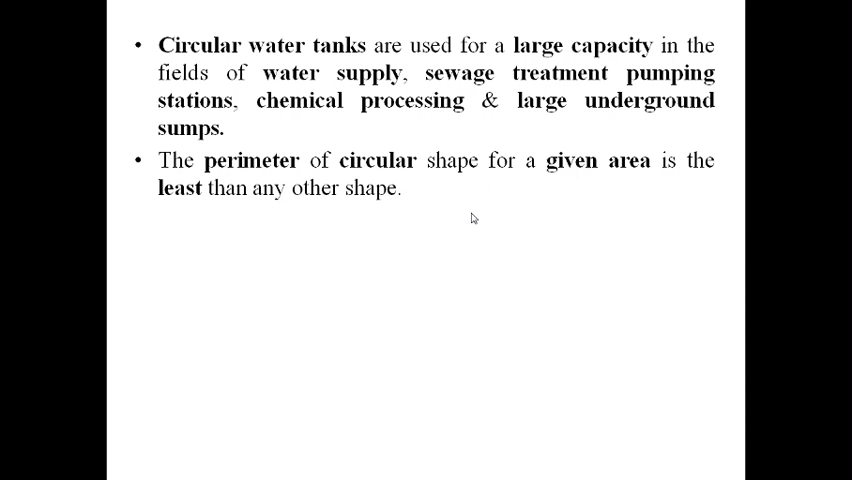 • Circular water tanks are used for a large capacity in the
fields of water supply, sewage treatment pumping
stations, chemical processing & large underground
sumps.
• The perimeter of circular shape for a given area is the
least than any other shape.